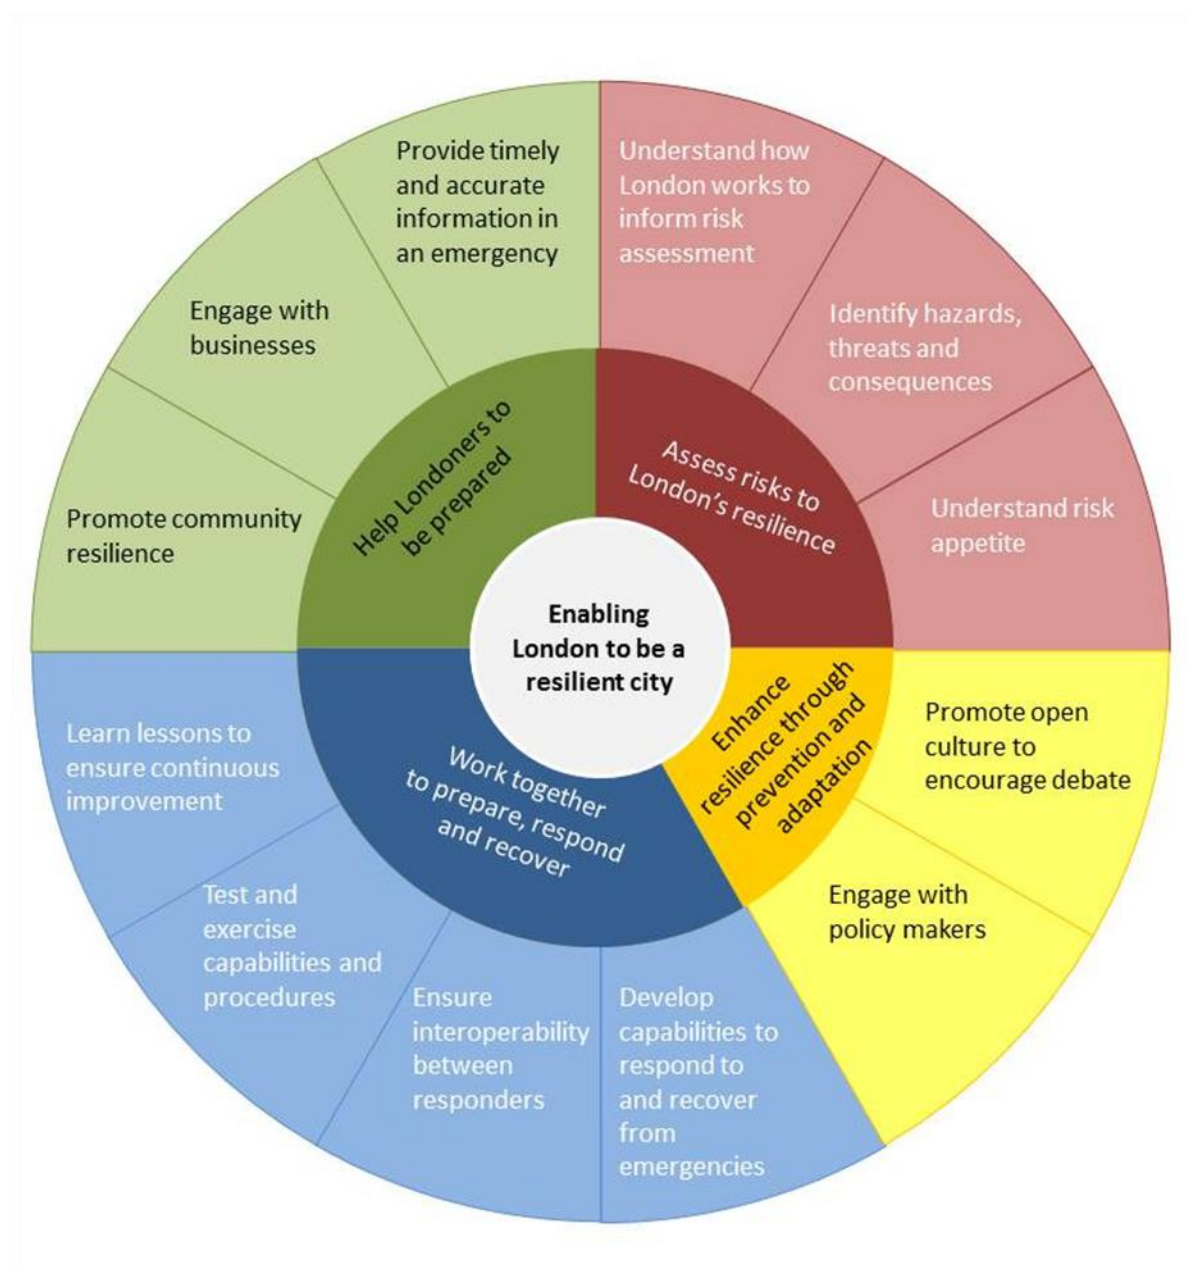 Provide timely
and accurate
information in
an emergency
Understand how
London works to
inform risk
assessment
Engage with
businesses
Identify hazards,
threats and
consequences
Promote community
resilience
Understand risk
appetite
Help Londoners to
be prepared
Assess risks to
London's resilience
Enabling
London to be a
resilient city
Enhance
resilience through
prevention and
adaptation
Work together
to prepare, respond
and recover
Promote open
culture to
encourage debate
Engage with
policy makers
Learn lessons to
ensure continuous
improvement
Test and
exercise
capabilities and
procedures
Ensure
interoperability
between
responders
Develop
capabilities to
respond to
and recover
from
emergencies